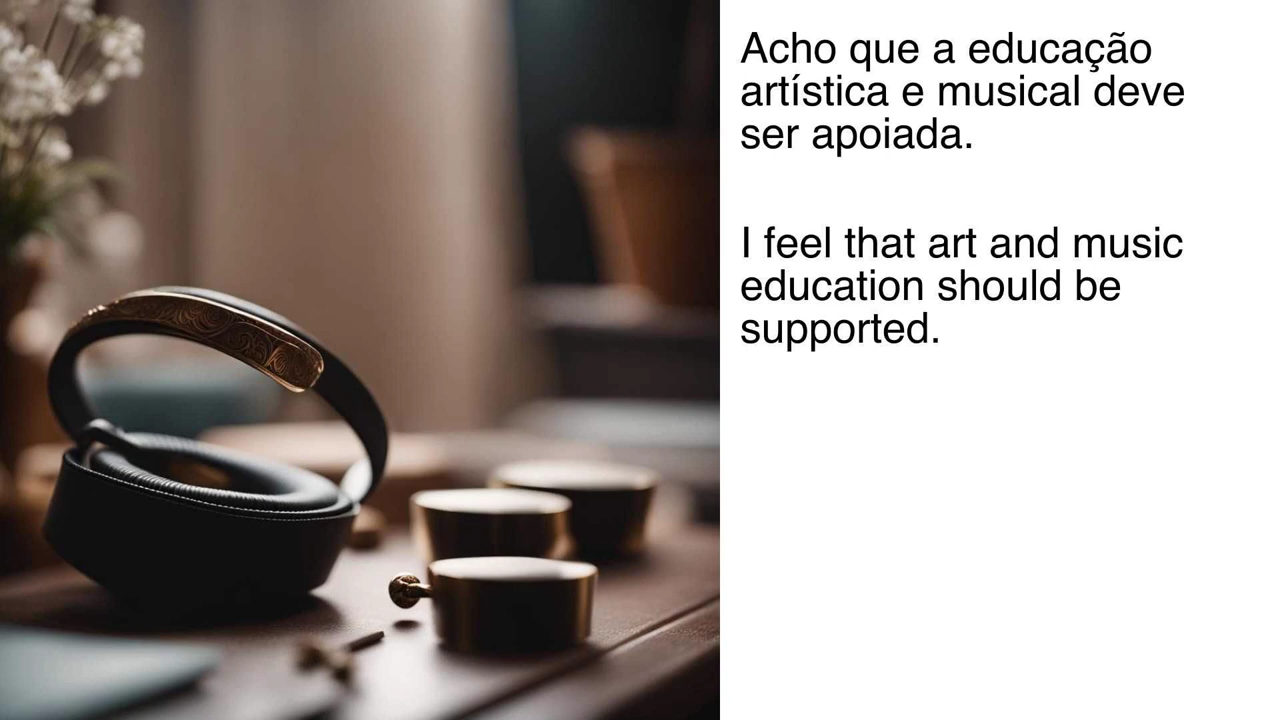 Acho que a educação
artística e musical deve
ser apoiada.
I feel that art and music
education should be
supported.